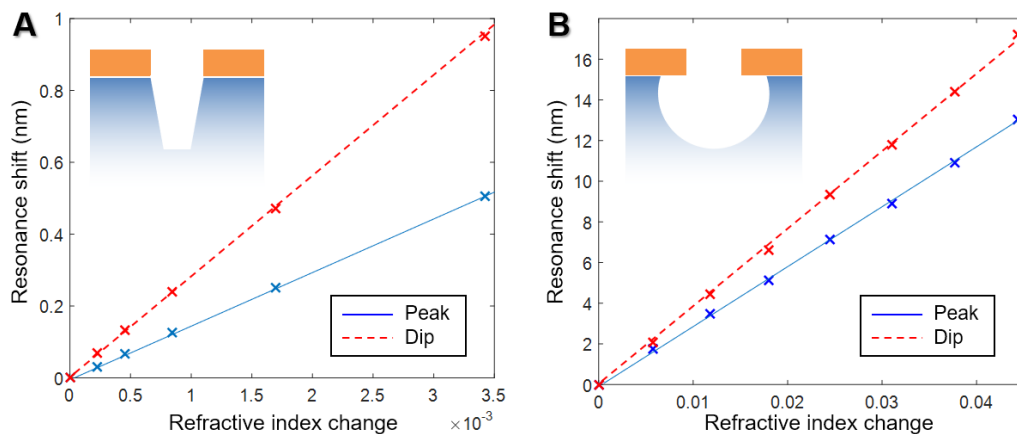 A
Resonance shift (nm)
1
0.8
0.6
0.4
0.2
0
Peak
Dip
0 0.5 1 1.5 2 2.5 3 3.5
Refractive index change ×10⁻³
B
Resonance shift (nm)
16
14
12
10
8
6
4
2
0
Peak
Dip
0 0.01 0.02 0.03 0.04
Refractive index change